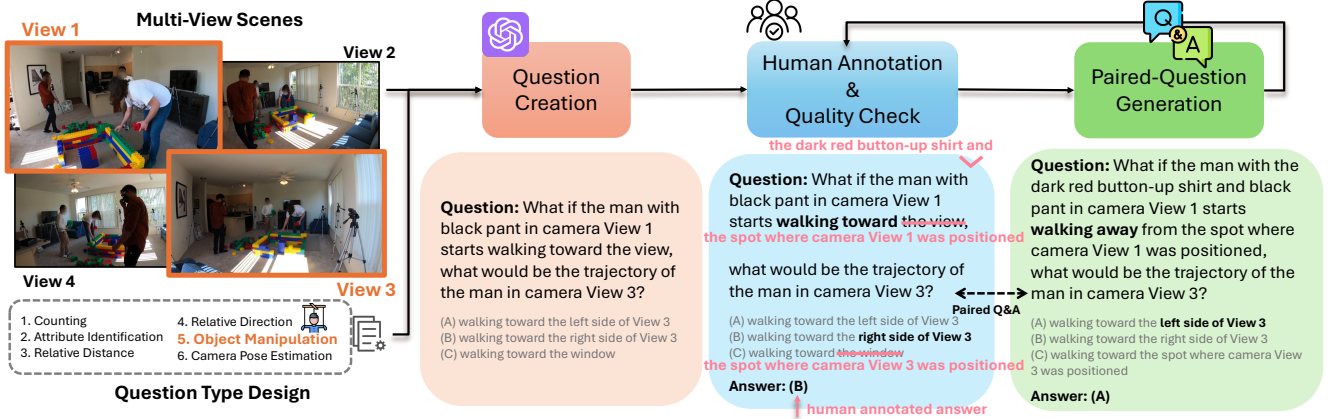 Multi-View Scenes
View 1
View 2
View 4
View 3
1. Counting
2. Attribute Identification
3. Relative Distance
4. Relative Direction
5. Object Manipulation
6. Camera Pose Estimation
Question Type Design
Question
Creation
Question: What if the man with
black pant in camera View 1
starts walking toward the view,
what would be the trajectory of
the man in camera View 3?
(A) walking toward the left side of View 3
(B) walking toward the right side of View 3
(C) walking toward the window
Human Annotation
&
Quality Check
the dark red button-up shirt and
Question: What if the man with
black pant in camera View 1
starts walking toward the view,
the spot where camera View 1 was positioned
what would be the trajectory of
the man in camera View 3?
(A) walking toward the left side of View 3
(B) walking toward the right side of View 3
(C) walking toward the window
the spot where camera View 3 was positioned
Answer: (B)
human annotated answer
Paired Q&A
Q
&
A
Paired-Question
Generation
Question: What if the man with the
dark red button-up shirt and black
pant in camera View 1 starts
walking away from the spot where
camera View 1 was positioned,
what would be the trajectory of the
man in camera View 3?
(A) walking toward the left side of View 3
(B) walking toward the right side of View 3
(C) walking toward the spot where camera View
3 was positioned
Answer: (A)